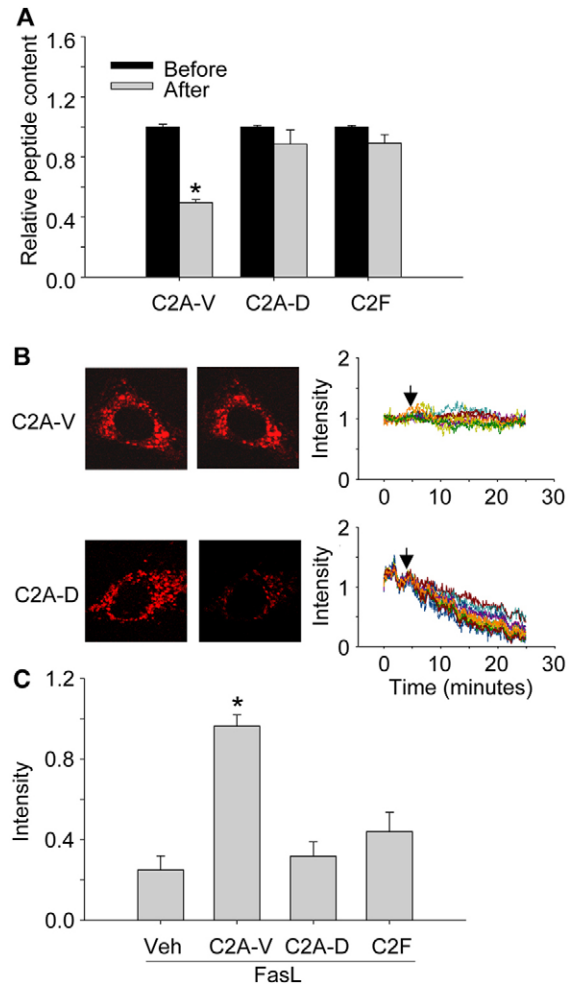 A
Relative peptide content
1.6
1.2
0.8
0.4
0.0
Before
After
*
C2A-V C2A-D C2F
B
C2A-V
Intensity
2
1
0
0 10 20 30
C2A-D
Intensity
2
1
0
0 10 20 30
Time (minutes)
C
Intensity
1.2
0.8
0.4
0.0
*
Veh C2A-V C2A-D C2F
FasL